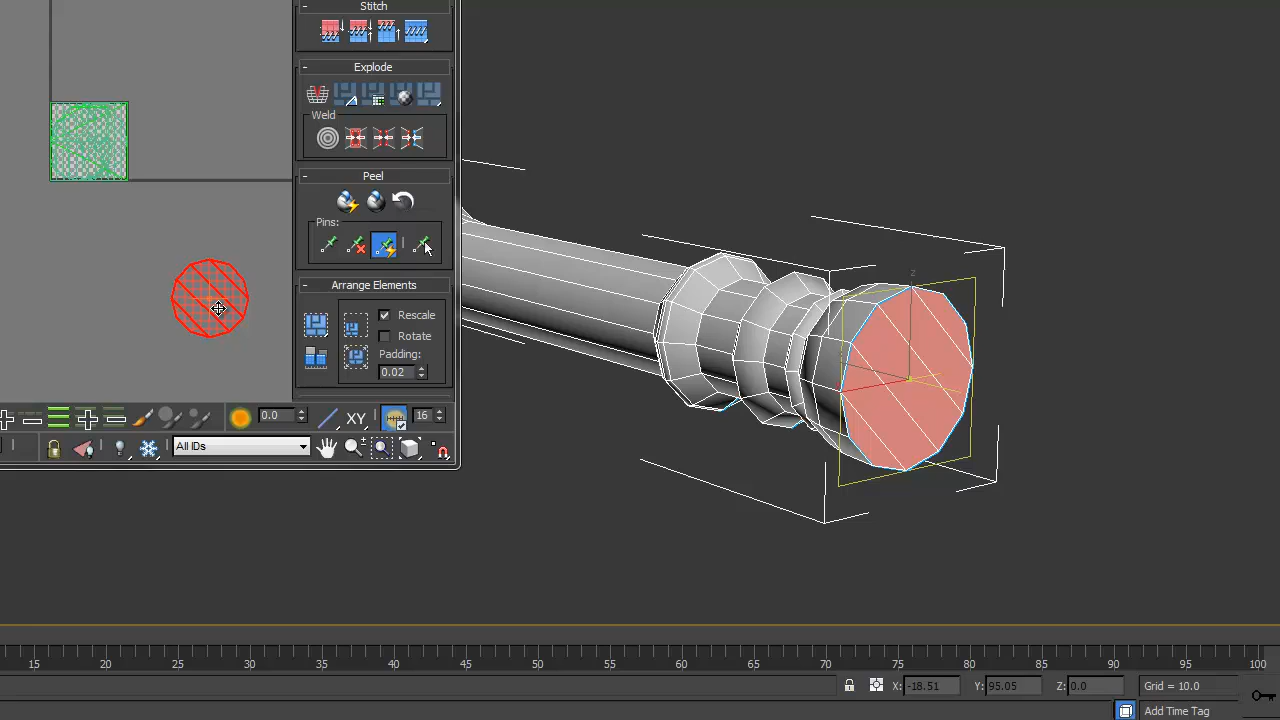 Stitch
Explode
Weld
Peel
Pins:
Arrange Elements
Rescale
Rotate
Padding:
0.02
0.0
XY
16
All IDs
z
15 20 25 30 35 40 45 50 55 60 65 70 75 80 85 90 95 100
X: -18.51 Y: 95.05 Z: 0.0 Grid = 10.0
Add Time Tag